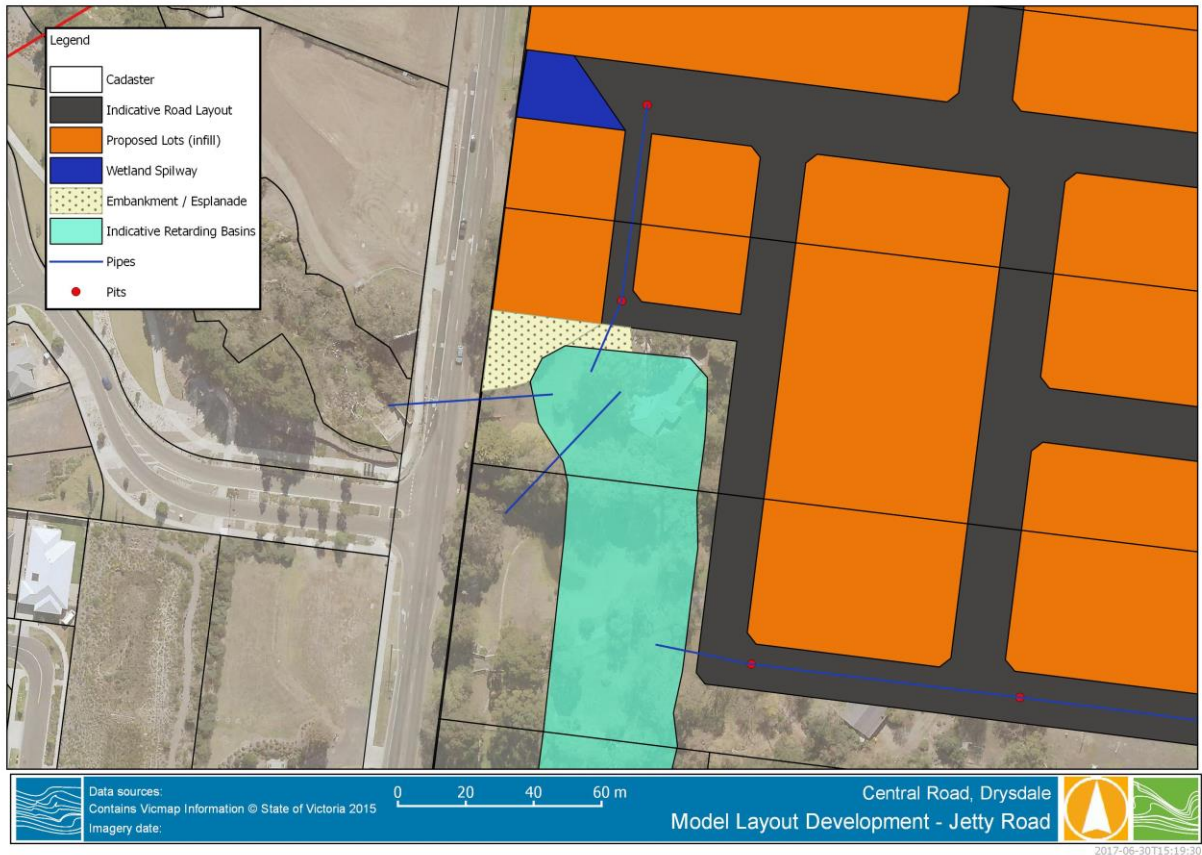 Legend
Cadaster
Indicative Road Layout
Proposed Lots (infill)
Wetland Spilway
Embankment / Esplanade
Indicative Retarding Basins
Pipes
Pits
Data sources:
Contains Vicmap Information © State of Victoria 2015
Imagery date:
0 20 40 60 m
Central Road, Drysdale
Model Layout Development - Jetty Road
2017-06-30T15:19:30